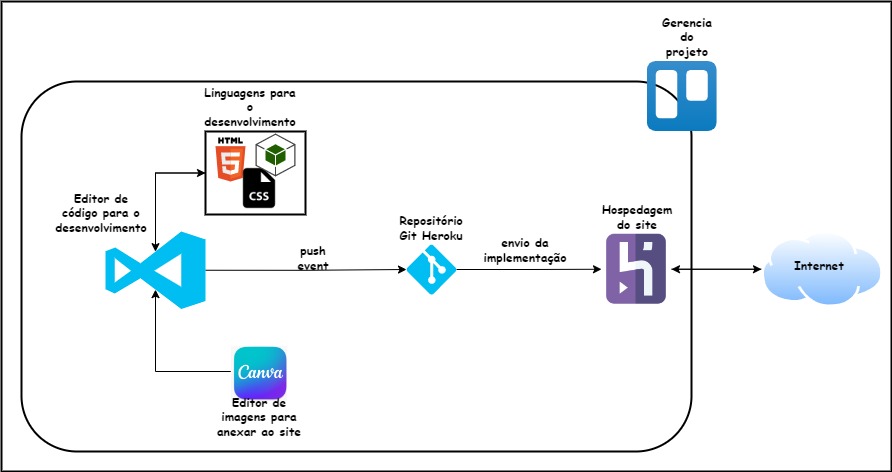 Gerencia
do
projeto
Linguagens para
o
desenvolvimento
HTML
5
CSS
Editor de
código para o
desenvolvimento
push
event
Repositório
Git Heroku
envio da
implementação
Hospedagem
do site
Internet
Canva
Editor de
imagens para
anexar ao site